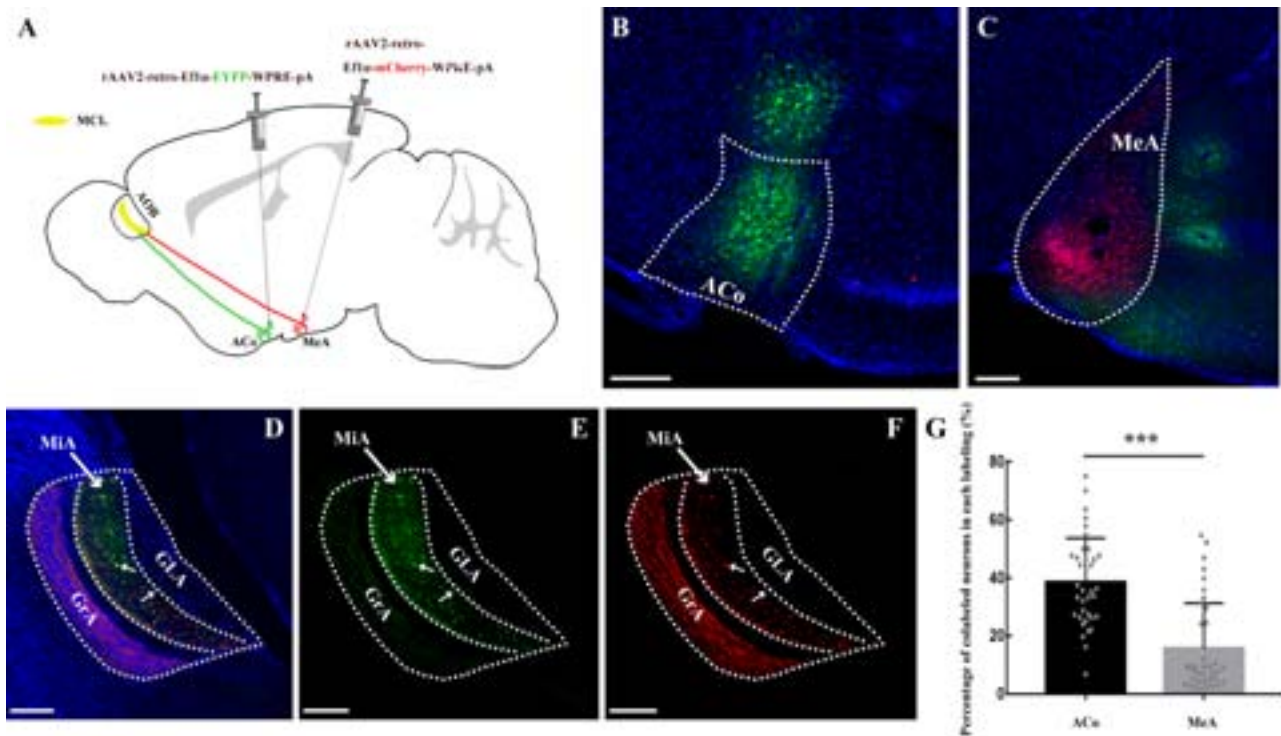 A
rAAV2-retro-
rAAV2-retro-Ef1α-EYFP-WPRE-pA
Ef1α-mCherry-WPRE-pA
MCL
AOB
ACo
MeA
B
ACo
C
MeA
D
MiA
GLA
GrA
E
MiA
GLA
GrA
F
MiA
GLA
GrA
G
Percentage of colabeled neurons in each labeling (%)
***
80
60
40
20
0
ACo
MeA